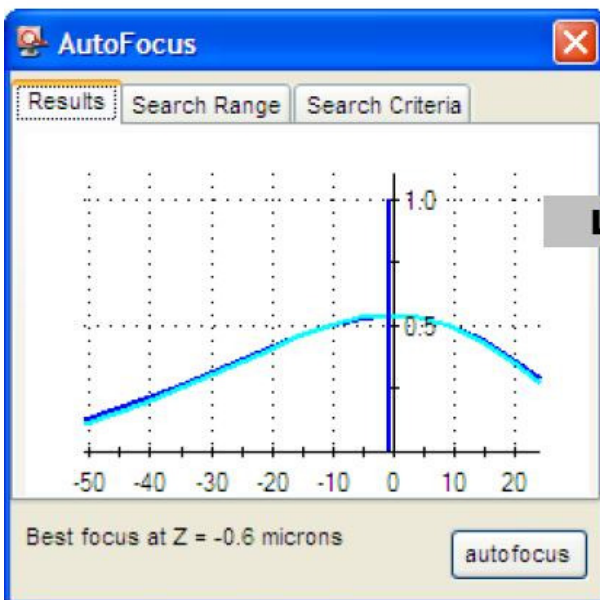 AutoFocus
Results Search Range Search Criteria
1.0
L
0.5
-50 -40 -30 -20 -10 0 10 20
Best focus at Z = -0.6 microns
autofocus